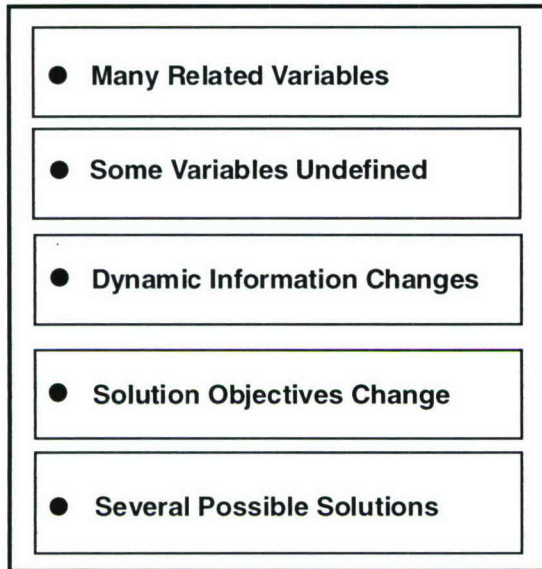 ● Many Related Variables
● Some Variables Undefined
● Dynamic Information Changes
● Solution Objectives Change
● Several Possible Solutions